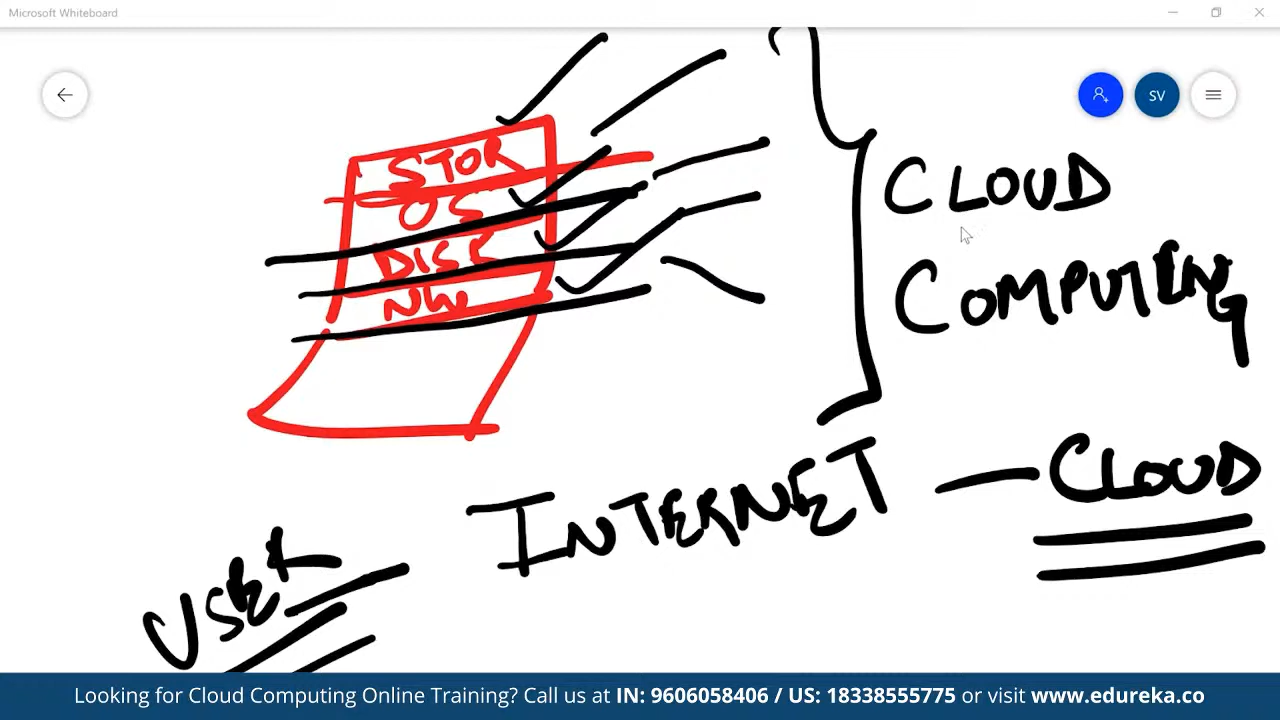 Microsoft Whiteboard
SV
STOR
OS
DISK
NW
CLOUD
COMPUTING
USER — INTERNET — CLOUD
Looking for Cloud Computing Online Training? Call us at IN: 9606058406 / US: 18338555775 or visit www.edureka.co